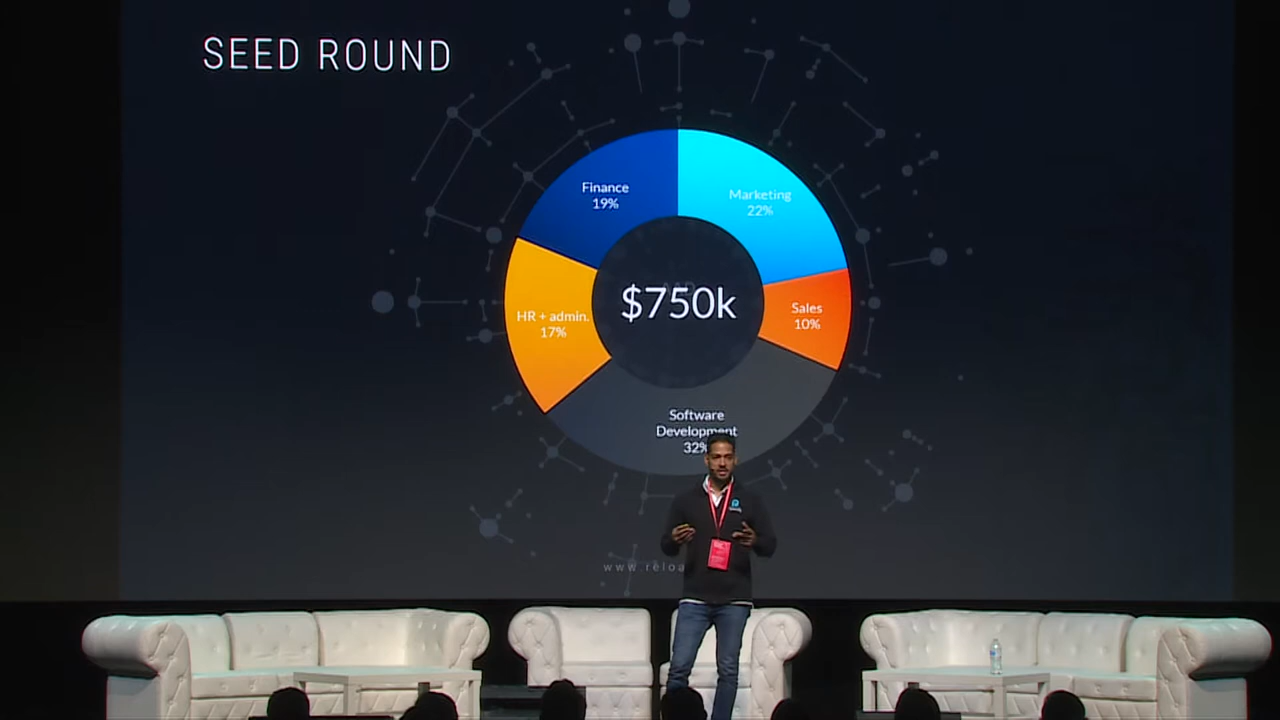 SEED ROUND
Finance
19%
Marketing
22%
HR + admin.
17%
$750k
Sales
10%
Software
Development
32%